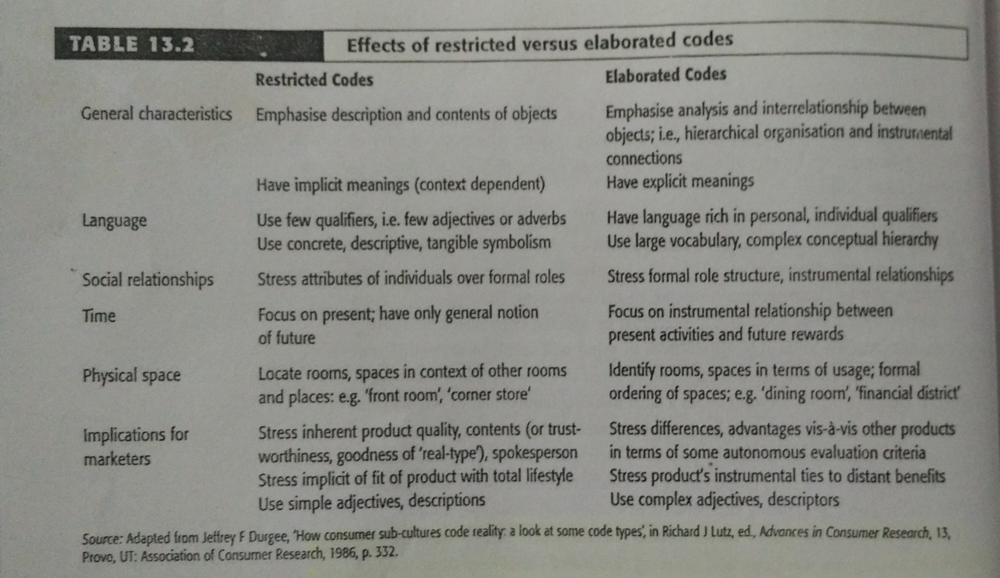 TABLE 13.2 Effects of restricted versus elaborated codes
Restricted Codes Elaborated Codes
General characteristics Emphasise description and contents of objects Emphasise analysis and interrelationship between
objects; i.e., hierarchical organisation and instrumental
connections
Have implicit meanings (context dependent) Have explicit meanings
Language Use few qualifiers, i.e. few adjectives or adverbs Have language rich in personal, individual qualifiers
Use concrete, descriptive, tangible symbolism Use large vocabulary, complex conceptual hierarchy
Social relationships Stress attributes of individuals over formal roles Stress formal role structure, instrumental relationships
Time Focus on present; have only general notion Focus on instrumental relationship between
of future present activities and future rewards
Physical space Locate rooms, spaces in context of other rooms Identify rooms, spaces in terms of usage; formal
and places: e.g. 'front room', 'corner store' ordering of spaces; e.g. 'dining room', 'financial district'
Implications for Stress inherent product quality, contents (or trust- Stress differences, advantages vis-à-vis other products
marketers worthiness, goodness of 'real-type'), spokesperson in terms of some autonomous evaluation criteria
Stress implicit of fit of product with total lifestyle Stress product's instrumental ties to distant benefits
Use simple adjectives, descriptions Use complex adjectives, descriptors
Source: Adapted from Jeffrey F Durgee, 'How consumer sub-cultures code reality: a look at some code types', in Richard J Lutz, ed., Advances in Consumer Research, 13,
Provo, UT: Association of Consumer Research, 1986, p. 332.